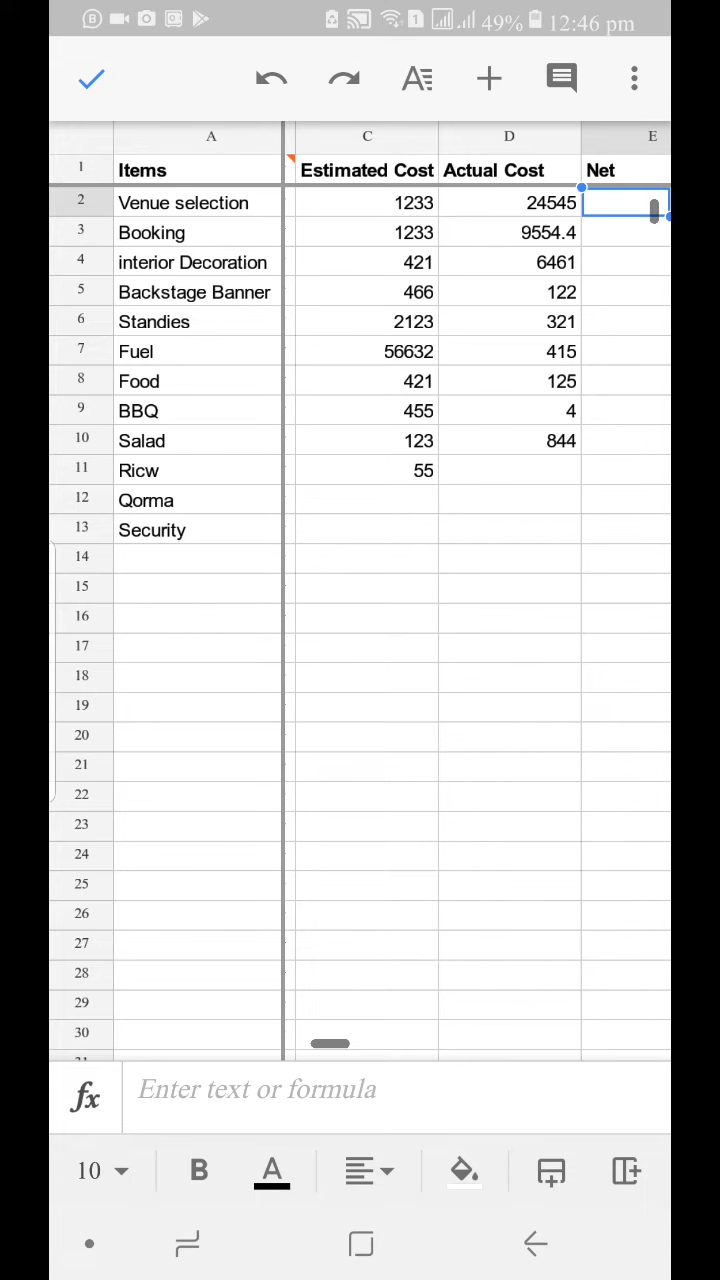 1 49% 12:46 pm
A C D E
1 Items Estimated Cost Actual Cost Net
2 Venue selection 1233 24545
3 Booking 1233 9554.4
4 interior Decoration 421 6461
5 Backstage Banner 466 122
6 Standies 2123 321
7 Fuel 56632 415
8 Food 421 125
9 BBQ 455 4
10 Salad 123 844
11 Ricw 55
12 Qorma
13 Security
14
15
16
17
18
19
20
21
22
23
24
25
26
27
28
29
30
fx Enter text or formula
10 B A